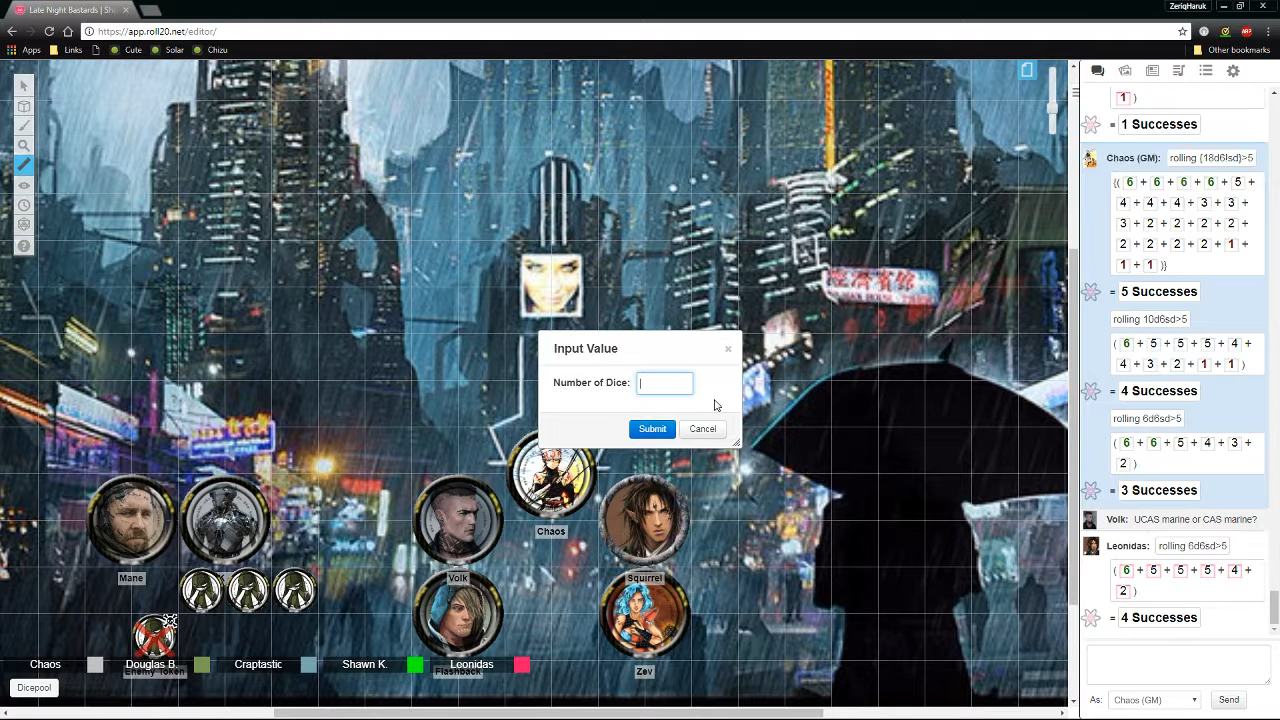 Late Night Bastards | Sh
ZeriqHaruk
https://app.roll20.net/editor/
Apps
Links
Cute
Solar
Chizu
Other bookmarks
1 )
= 1 Successes
Chaos (GM): rolling {18d6!sd}>5
{( 6 + 6 + 6 + 6 + 5 +
4 + 4 + 4 + 3 + 3 +
3 + 2 + 2 + 2 + 2 +
2 + 2 + 2 + 2 + 1 +
1 + 1 )}
= 5 Successes
rolling 10d6sd>5
( 6 + 5 + 5 + 5 + 4
+ 4 + 3 + 2 + 1 + 1 )
= 4 Successes
rolling 6d6sd>5
( 6 + 6 + 5 + 4 + 3 +
2 )
= 3 Successes
Volk: UCAS marine or CAS marine?
Leonidas: rolling 6d6sd>5
( 6 + 5 + 5 + 5 + 4 +
2 )
= 4 Successes
Input Value
Number of Dice:
Submit
Cancel
Chaos
Mane
Volk
Squirrel
Enemy Token
Flashback
Zev
Chaos
Douglas B.
Craptastic
Shawn K.
Leonidas
Dicepool
As: Chaos (GM)
Send